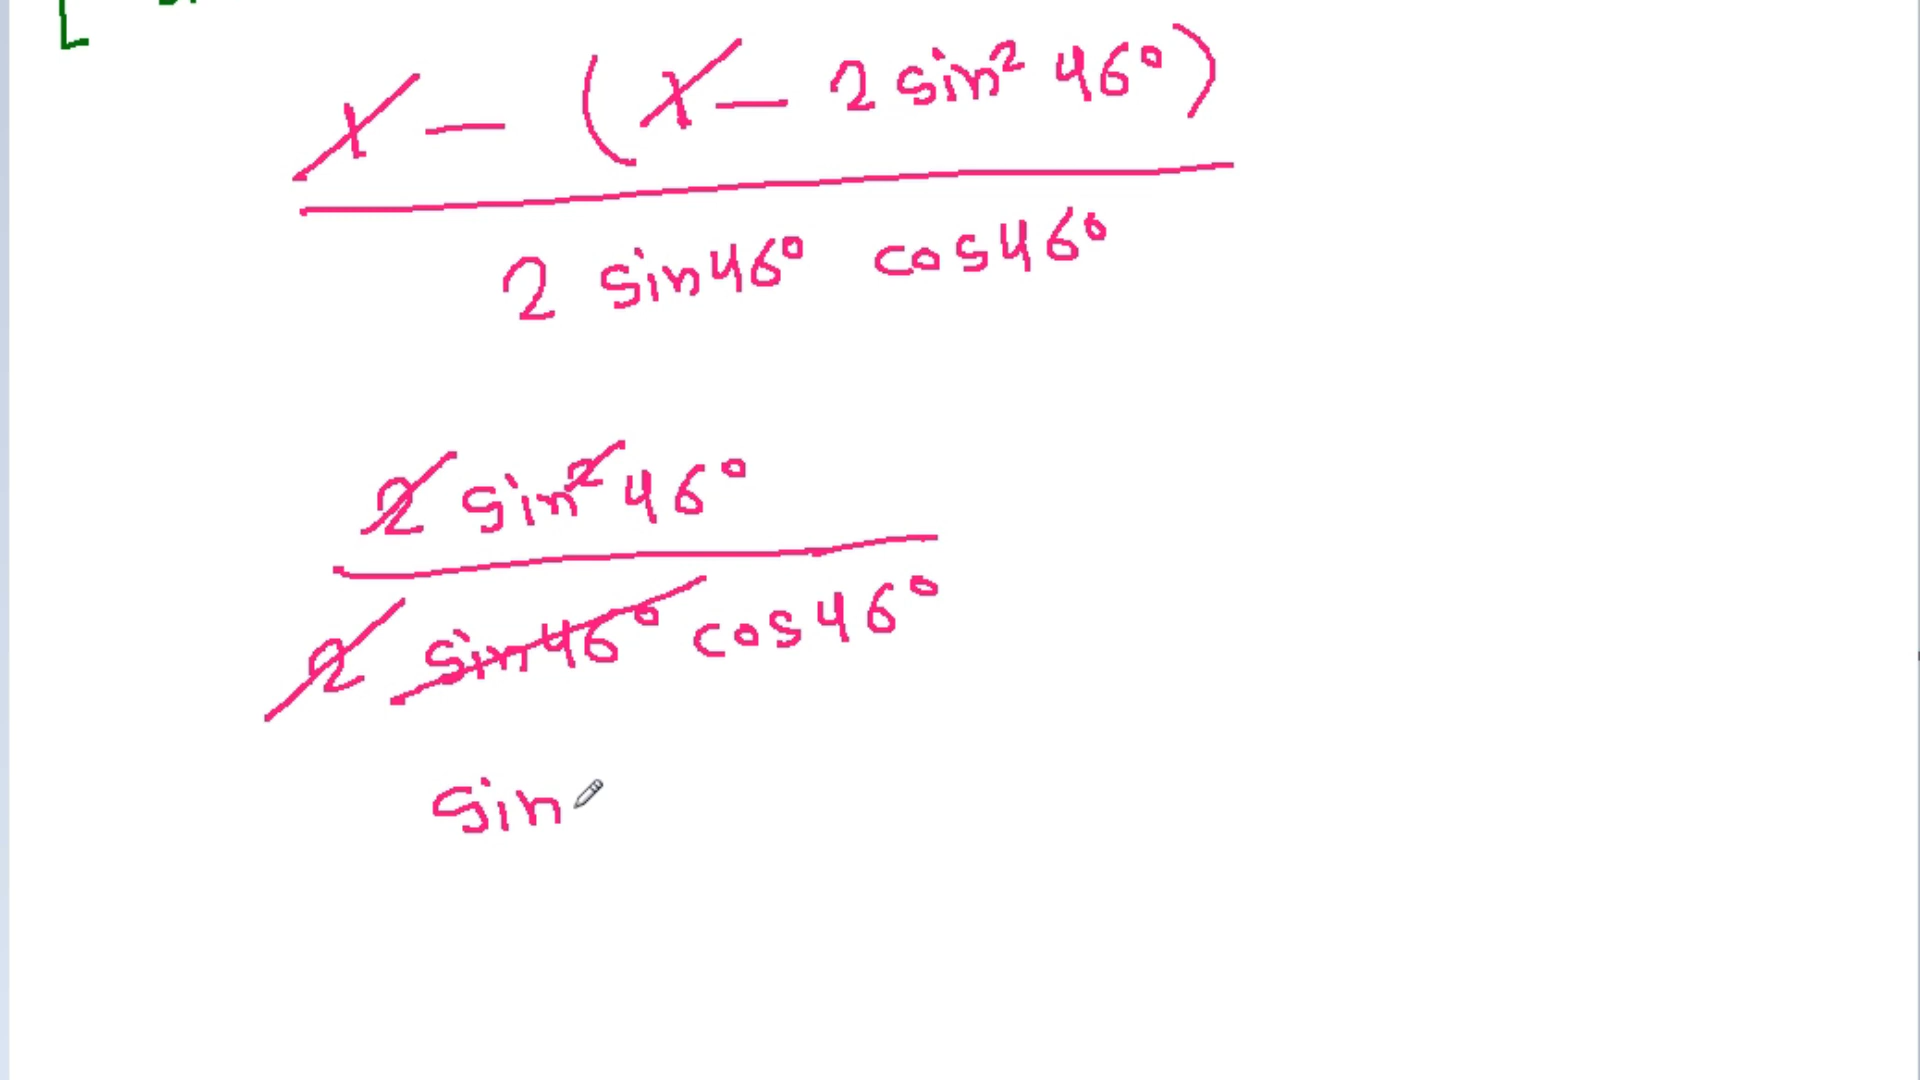 1 - (1 - 2 sin² 46°)
2 sin 46° cos 46°
2 sin² 46°
2 sin 46° cos 46°
sin